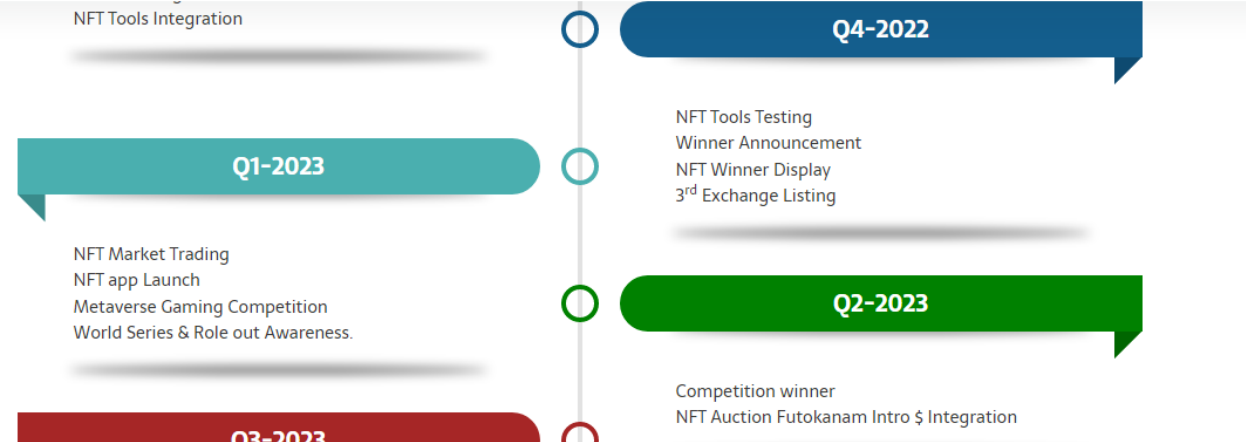 NFT Tools Integration
Q4-2022
NFT Tools Testing
Winner Announcement
NFT Winner Display
3rd Exchange Listing
Q1-2023
NFT Market Trading
NFT app Launch
Metaverse Gaming Competition
World Series & Role out Awareness.
Q2-2023
Competition winner
NFT Auction Futokanam Intro $ Integration
Q3-2023